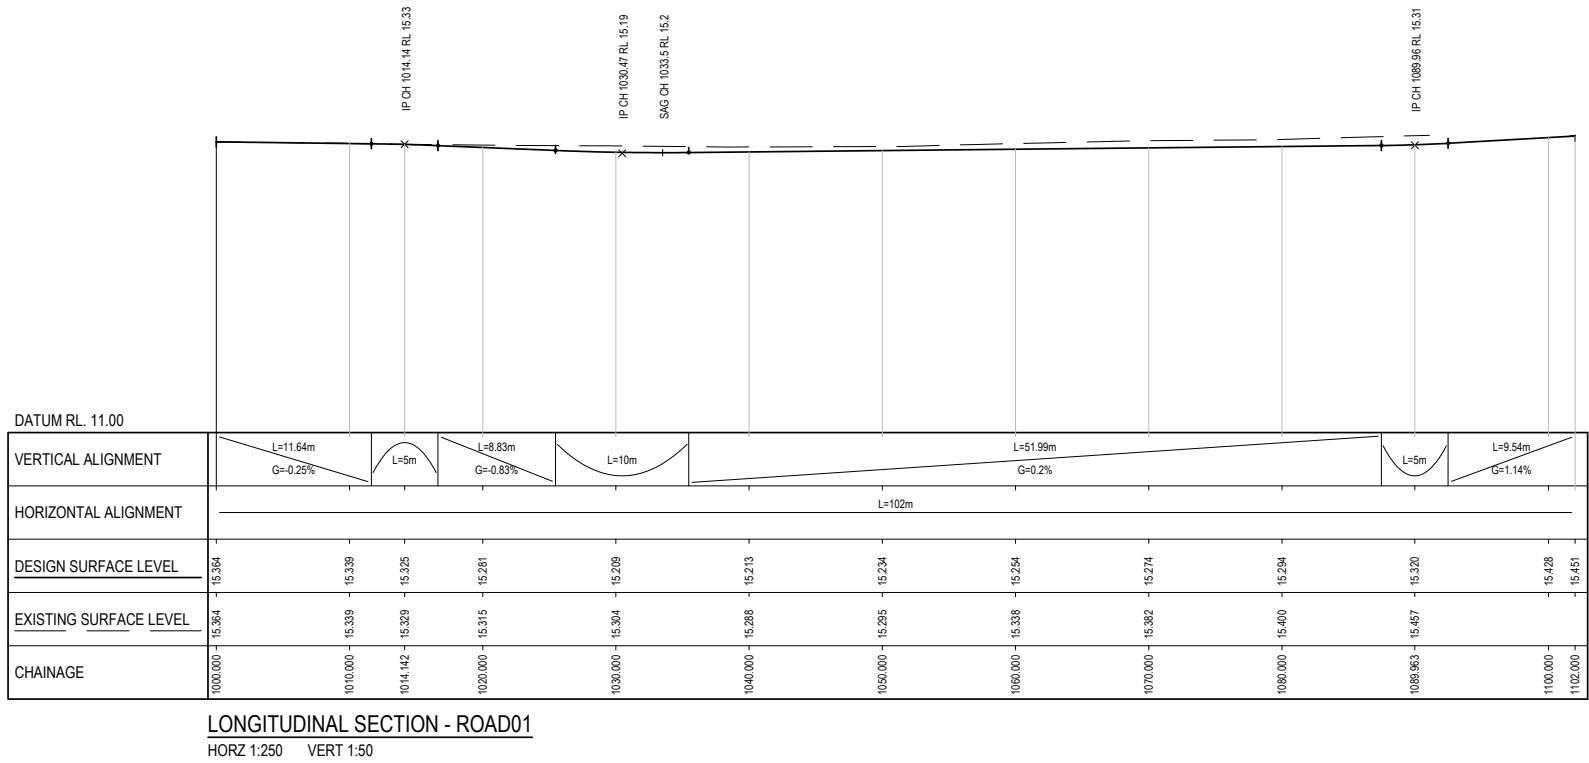 IP CH 1014.14 RL 15.33
IP CH 1030.47 RL 15.19
SAG CH 1033.5 RL 15.2
IP CH 1089.96 RL 15.31
DATUM RL. 11.00
VERTICAL ALIGNMENT
L=11.64m
G=-0.25%
L=5m
L=8.83m
G=-0.83%
L=10m
L=51.99m
G=0.2%
L=5m
L=9.54m
G=1.14%
HORIZONTAL ALIGNMENT
L=102m
DESIGN SURFACE LEVEL
15.364
15.339
15.325
15.281
15.209
15.213
15.234
15.254
15.274
15.294
15.320
15.428
15.451
EXISTING SURFACE LEVEL
15.364
15.339
15.329
15.315
15.304
15.288
15.295
15.338
15.382
15.400
15.457
CHAINAGE
1000.000
1010.000
1014.142
1020.000
1030.000
1040.000
1050.000
1060.000
1070.000
1080.000
1089.963
1100.000
1102.000
LONGITUDINAL SECTION - ROAD01
HORZ 1:250 VERT 1:50